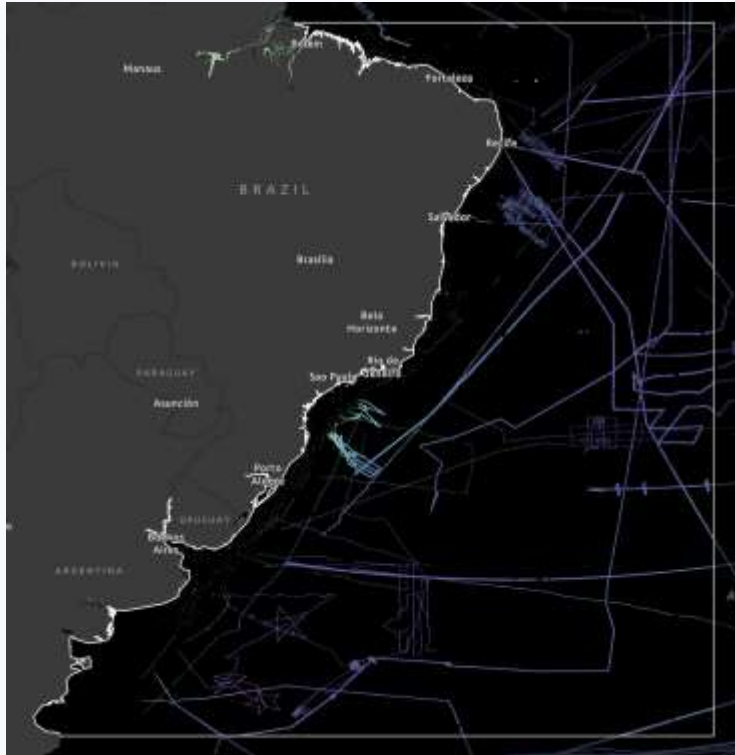 Belém
Manaus
Fortaleza
Recife
BRAZIL
Salvador
BOLIVIA
Brasília
Belo
Horizonte
PARAGUAY
Rio de
Janeiro
Sao Paulo
Asunción
Porto
Alegre
URUGUAY
Buenos
Aires
ARGENTINA
A